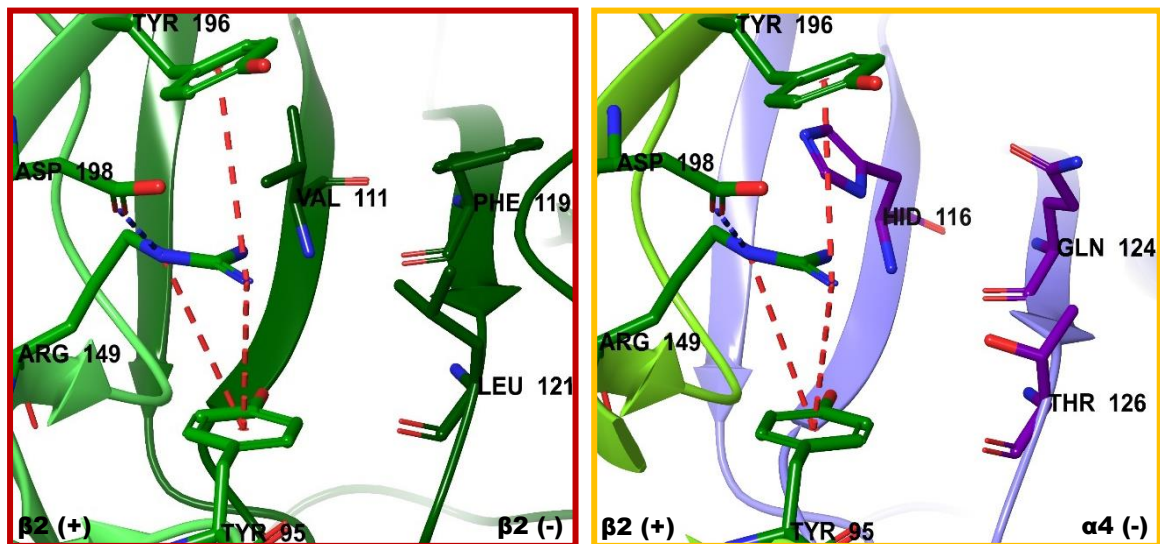 TYR 196
ASP 198
VAL 111
PHE 119
ARG 149
LEU 121
β2 (+)
TYR 95
β2 (-)
TYR 196
ASP 198
HID 116
GLN 124
ARG 149
THR 126
β2 (+)
TYR 95
α4 (-)